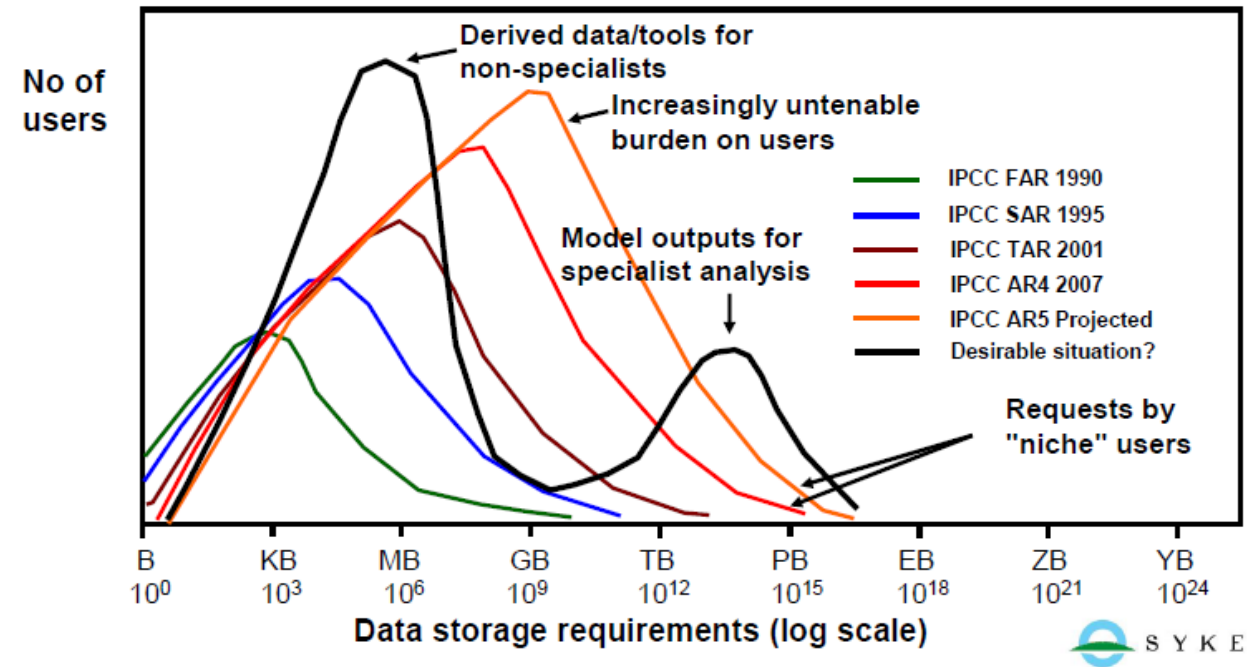 No of
users
Derived data/tools for
non-specialists
Increasingly untenable
burden on users
Model outputs for
specialist analysis
IPCC FAR 1990
IPCC SAR 1995
IPCC TAR 2001
IPCC AR4 2007
IPCC AR5 Projected
Desirable situation?
Requests by
"niche" users
B KB MB GB TB PB EB ZB YB
10⁰ 10³ 10⁶ 10⁹ 10¹² 10¹⁵ 10¹⁸ 10²¹ 10²⁴
Data storage requirements (log scale)
SYKE